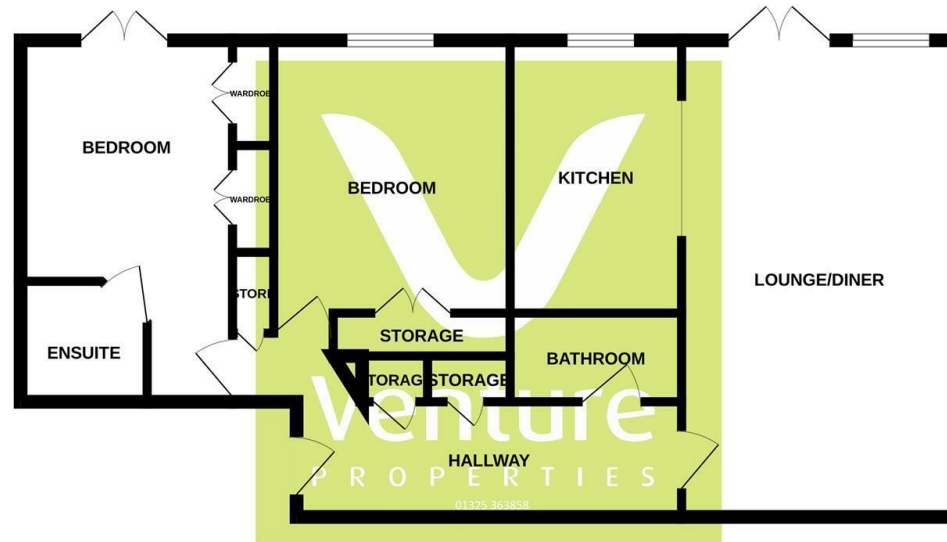 WARDROBE
BEDROOM
KITCHEN
BEDROOM
WARDROBE
LOUNGE/DINER
STORE
STORAGE
ENSUITE
BATHROOM
STORAGE STORAGE
Venture
HALLWAY
PROPERTIES
01325 363858